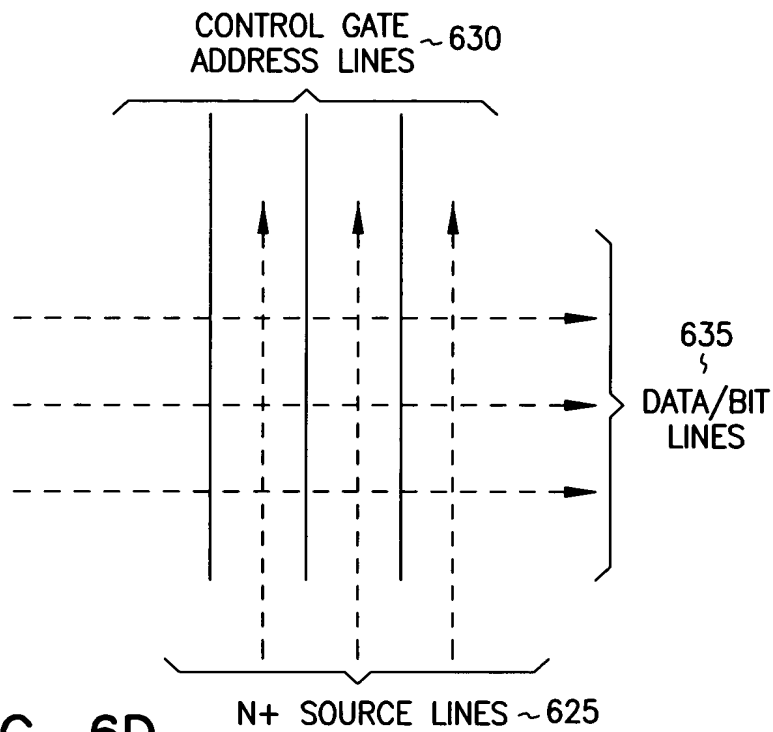 CONTROL GATE
ADDRESS LINES ~630
635
DATA/BIT
LINES
N+ SOURCE LINES ~625
6D